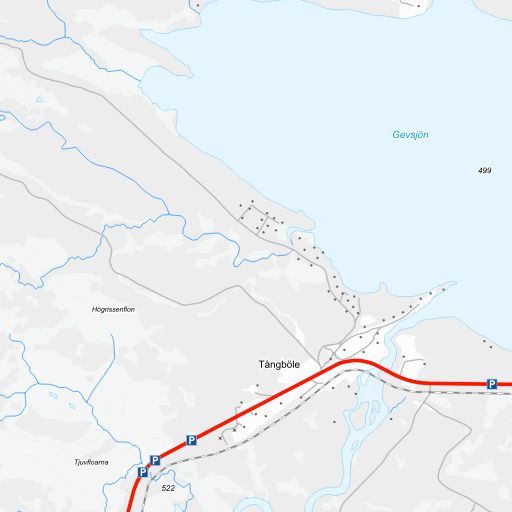 Gevsjön
499
Högrissenflon
Tångböle
P
P
Tjuvfloarna
P
P
522